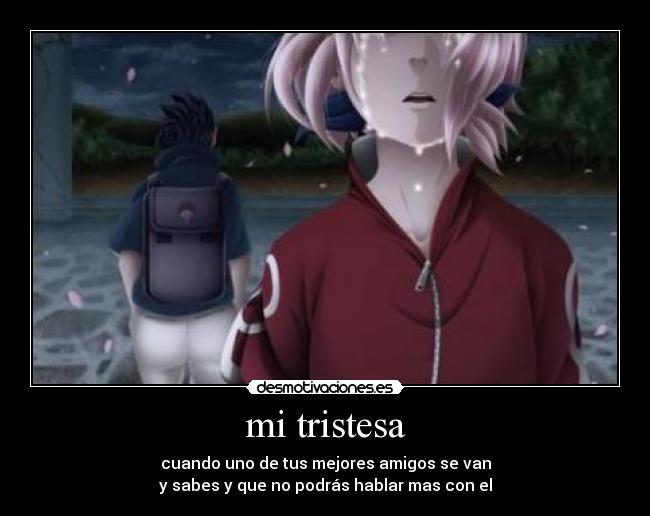 desmotivaciones.es
mi tristesa
cuando uno de tus mejores amigos se van
y sabes y que no podrás hablar mas con el